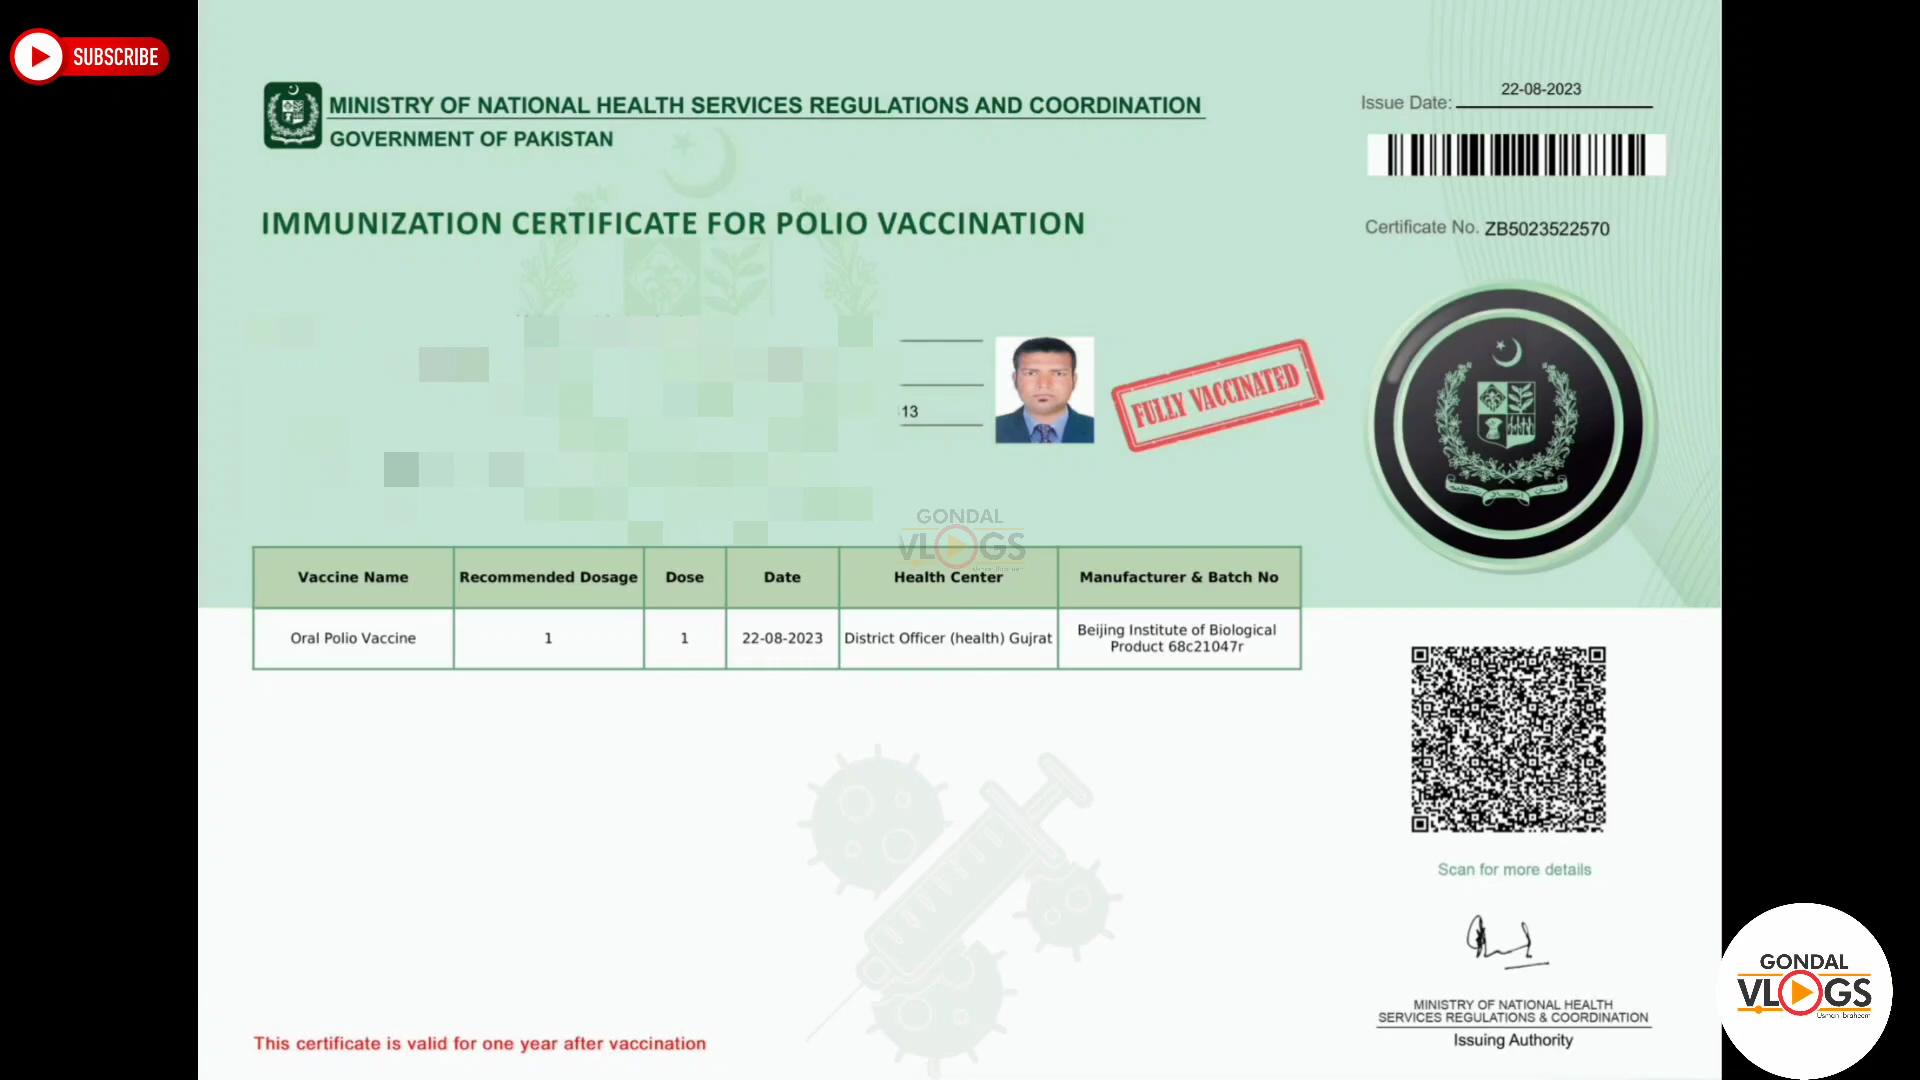 SUBSCRIBE
MINISTRY OF NATIONAL HEALTH SERVICES REGULATIONS AND COORDINATION
GOVERNMENT OF PAKISTAN
Issue Date: 22-08-2023
IMMUNIZATION CERTIFICATE FOR POLIO VACCINATION
Certificate No. ZB5023522570
13
FULLY VACCINATED
GONDAL
VLOGS
Vaccine Name Recommended Dosage Dose Date Health Center Manufacturer & Batch No
Oral Polio Vaccine 1 1 22-08-2023 District Officer (health) Gujrat Beijing Institute of Biological
Product 68c21047r
Scan for more details
MINISTRY OF NATIONAL HEALTH
SERVICES REGULATIONS & COORDINATION
Issuing Authority
This certificate is valid for one year after vaccination
GONDAL
VLOGS
Usman Ibraheem